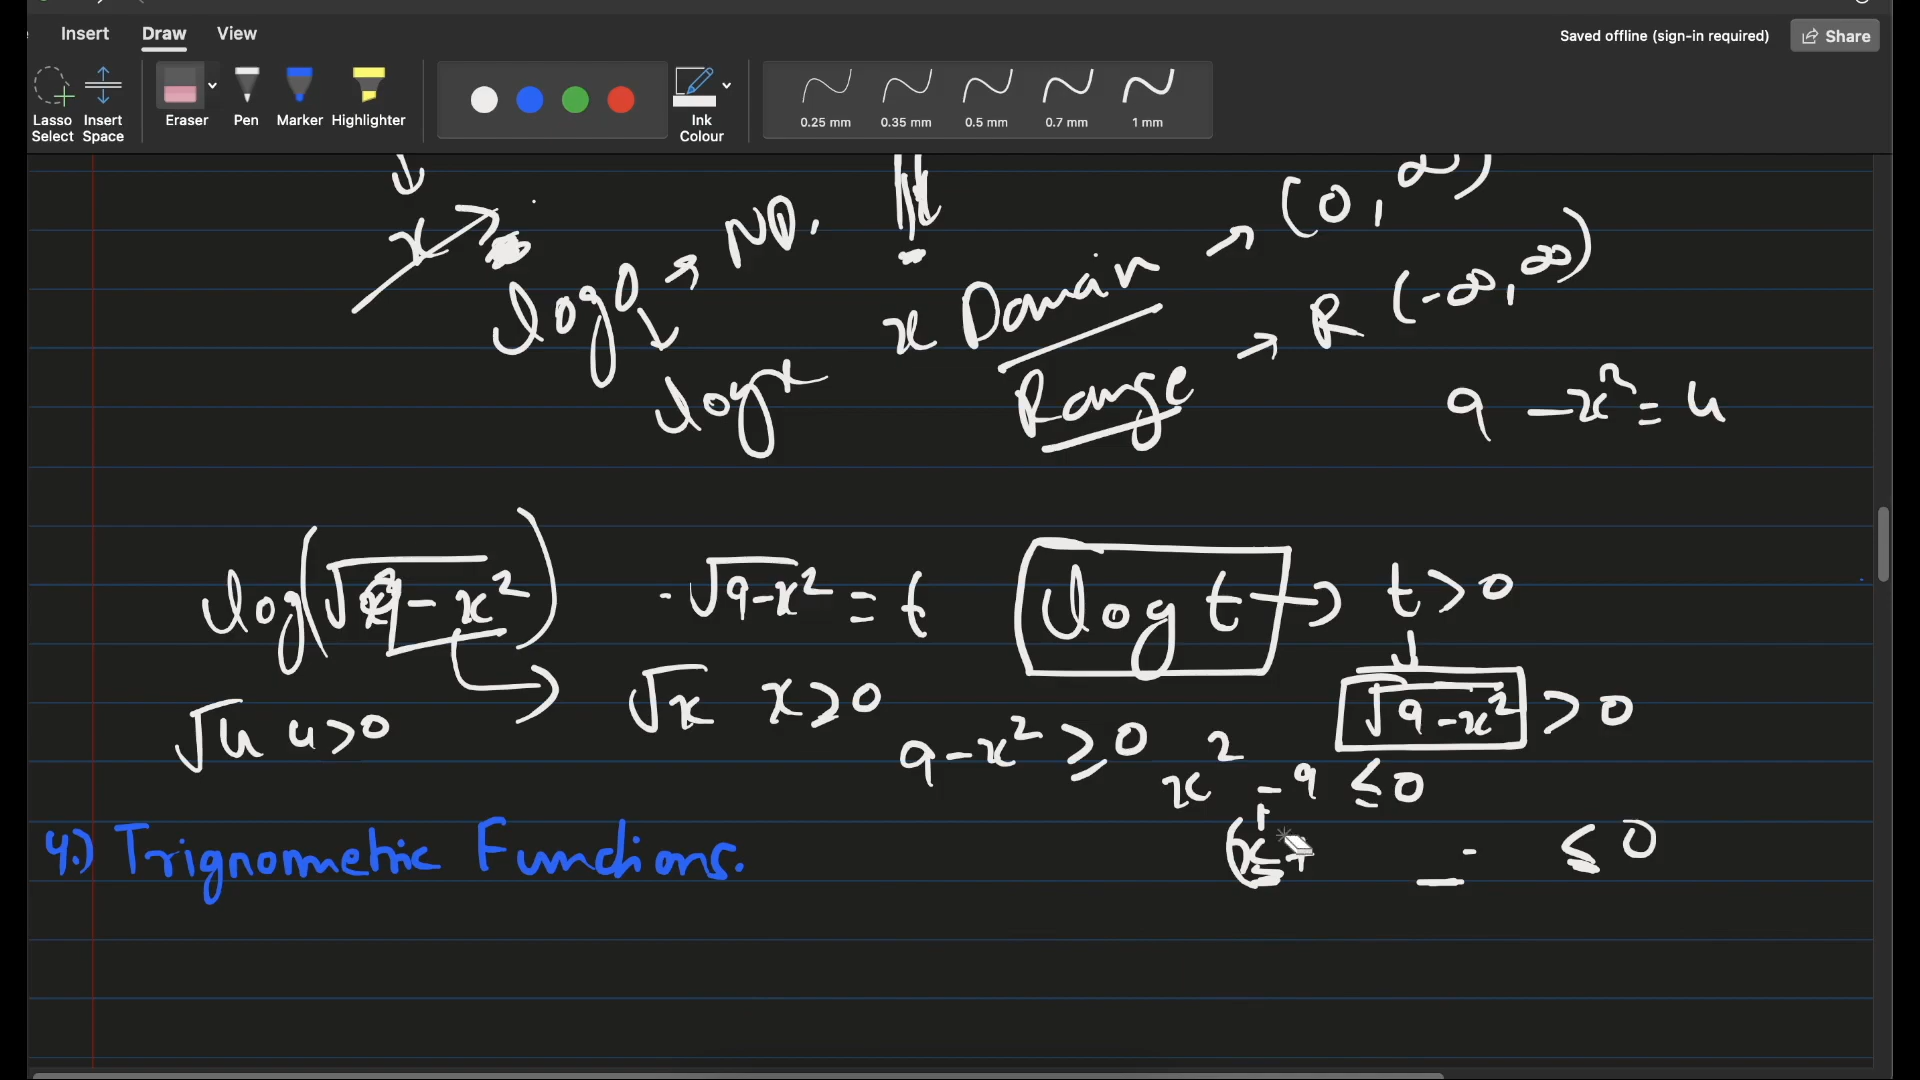 Insert Draw View
Saved offline (sign-in required) Share
Lasso Select Insert Space Eraser Pen Marker Highlighter Ink Colour 0.25 mm 0.35 mm 0.5 mm 0.7 mm 1 mm
x
log 0 → ND.
log x
x Domain → (0, ∞)
Range → R (-∞, ∞)
9 - x² = u
log(√9 - x²)
√9-x² = t
log t → t > 0
√u u > 0
√x x ≥ 0
√9-x² > 0
9 - x² ≥ 0
x² - 9 ≤ 0
(x ≤ 0
4.) Trignometric Functions.